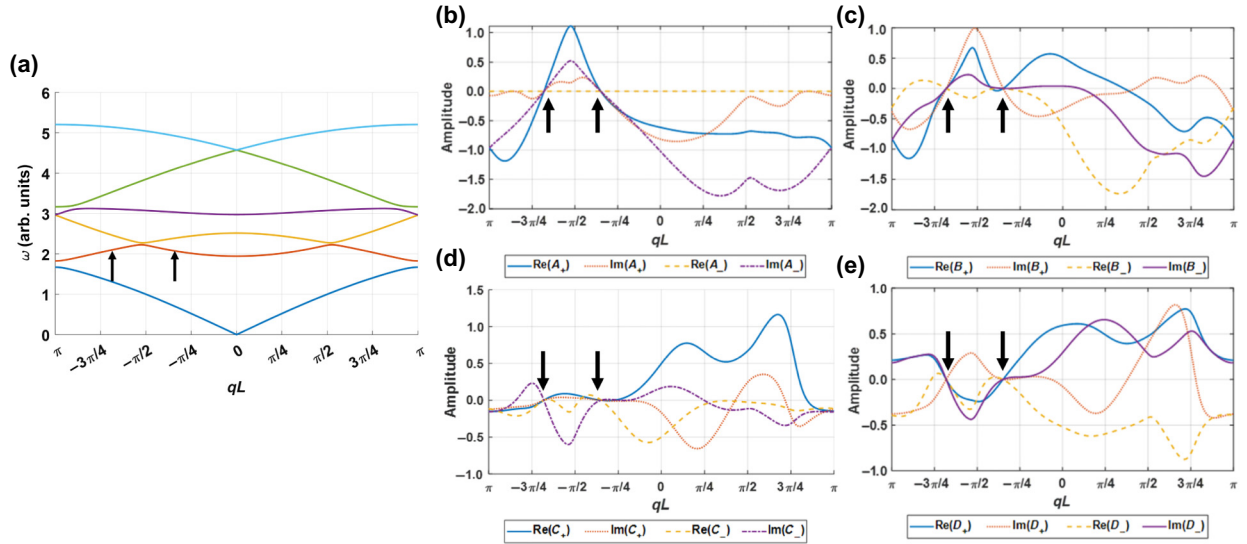 (a)
6
5
4
3
2
1
0
ω (arb. units)
π
−3π/4
−π/2
−π/4
0
π/4
π/2
3π/4
π
qL
(b)
1.0
0.5
0.0
−0.5
−1.0
−1.5
−2.0
Amplitude
π
−3π/4
−π/2
−π/4
0
π/4
π/2
3π/4
π
qL
Re(A₊) Im(A₊) Re(A₋) Im(A₋)
(c)
1.0
0.5
0.0
−0.5
−1.0
−1.5
−2.0
Amplitude
π
−3π/4
−π/2
−π/4
0
π/4
π/2
3π/4
π
qL
Re(B₊) Im(B₊) Re(B₋) Im(B₋)
(d)
1.5
1.0
0.5
0.0
−0.5
−1.0
Amplitude
π
−3π/4
−π/2
−π/4
0
π/4
π/2
3π/4
π
qL
Re(C₊) Im(C₊) Re(C₋) Im(C₋)
(e)
1.0
0.5
0.0
−0.5
1.0
Amplitude
π
−3π/4
−π/2
−π/4
0
π/4
π/2
3π/4
π
qL
Re(D₊) Im(D₊) Re(D₋) Im(D₋)